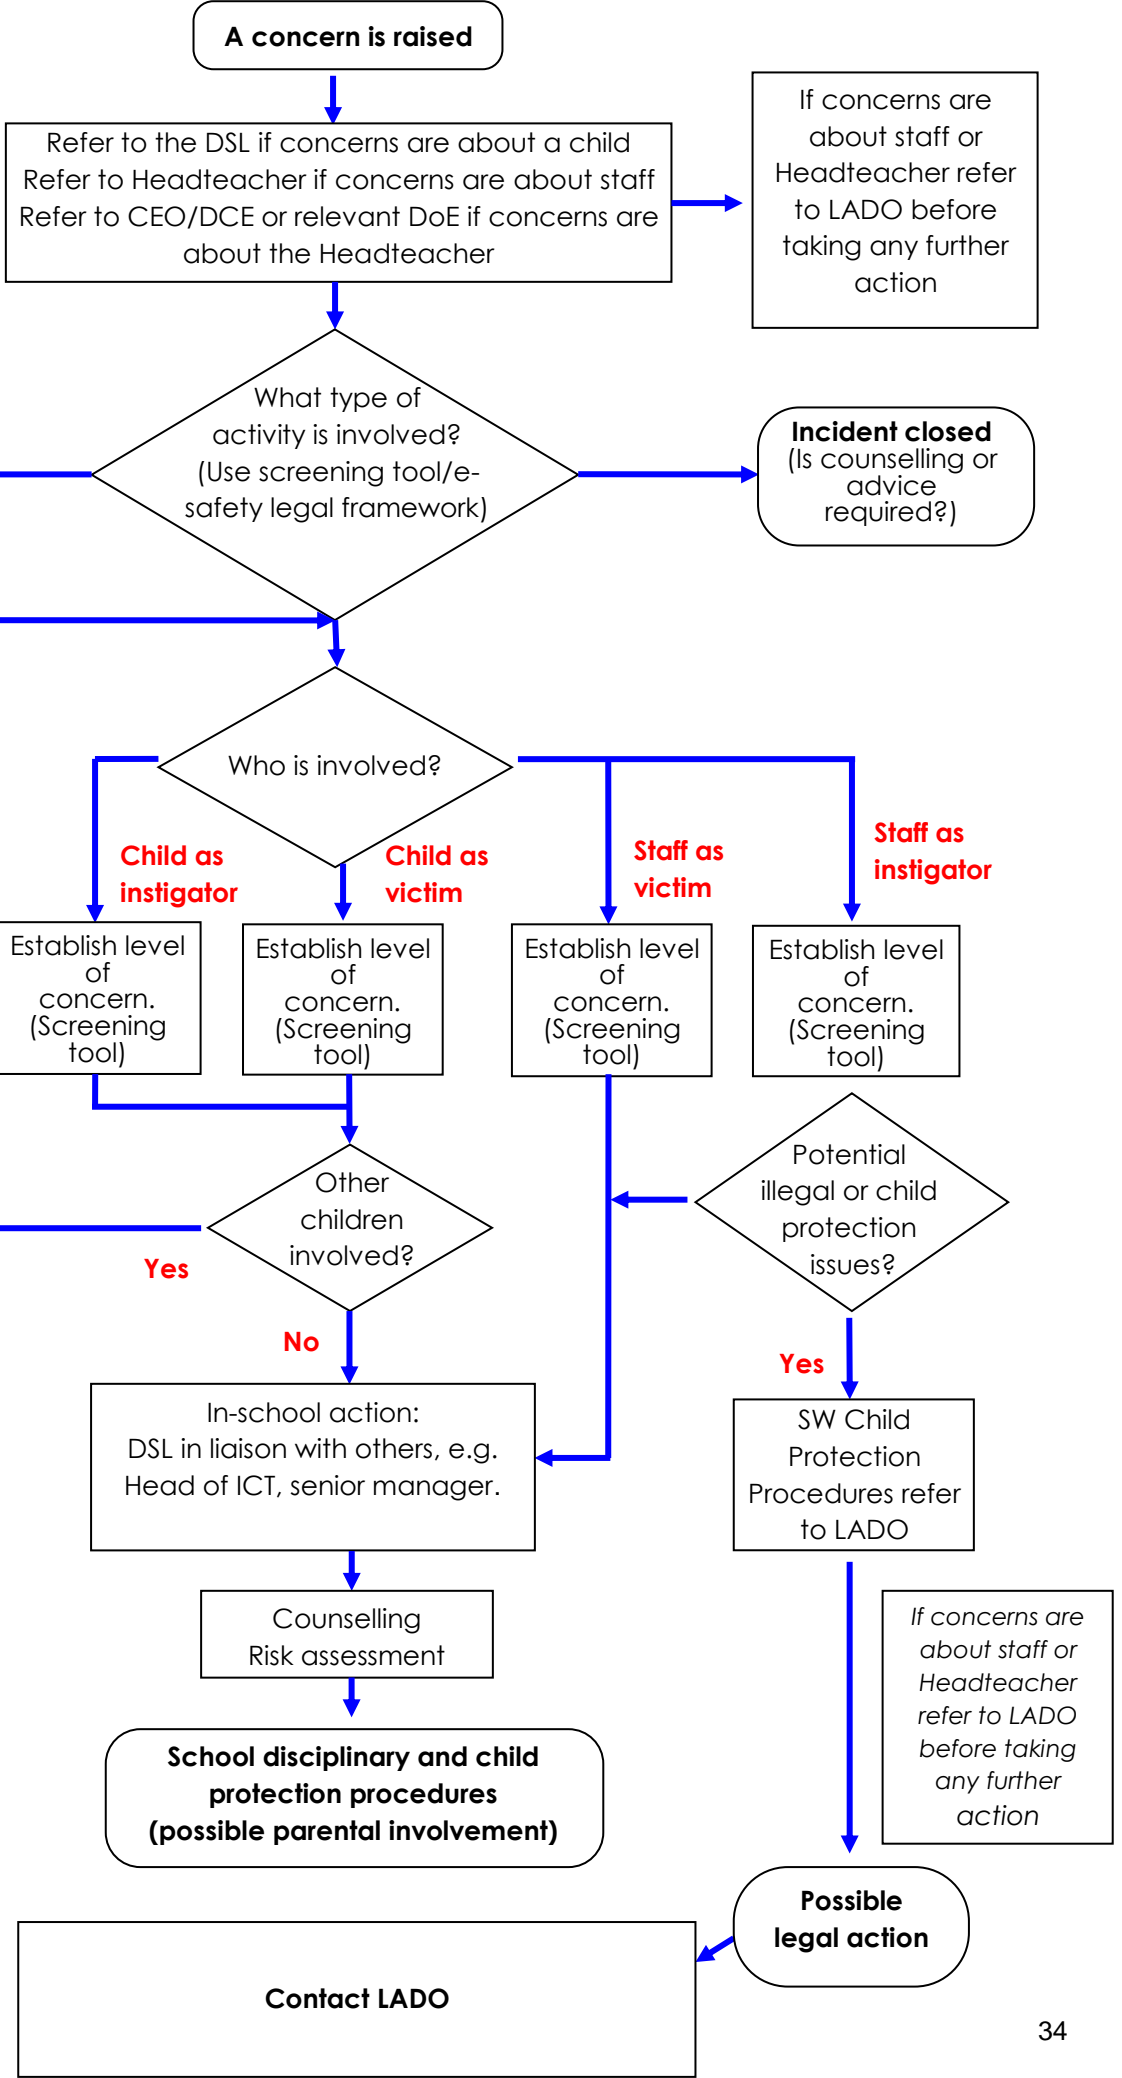 A concern is raised
Refer to the DSL if concerns are about a child
Refer to Headteacher if concerns are about staff
Refer to CEO/DCE or relevant DoE if concerns are
about the Headteacher
If concerns are
about staff or
Headteacher refer
to LADO before
taking any further
action
What type of
activity is involved?
(Use screening tool/e-
safety legal framework)
Incident closed
(Is counselling or
advice
required?)
Who is involved?
Child as
instigator
Child as
victim
Staff as
victim
Staff as
instigator
Establish level
of
concern.
(Screening
tool)
Establish level
of
concern.
(Screening
tool)
Establish level
of
concern.
(Screening
tool)
Establish level
of
concern.
(Screening
tool)
Other
children
involved?
Potential
illegal or child
protection
issues?
Yes
No
Yes
In-school action:
DSL in liaison with others, e.g.
Head of ICT, senior manager.
SW Child
Protection
Procedures refer
to LADO
Counselling
Risk assessment
If concerns are
about staff or
Headteacher
refer to LADO
before taking
any further
action
School disciplinary and child
protection procedures
(possible parental involvement)
Possible
legal action
Contact LADO
34